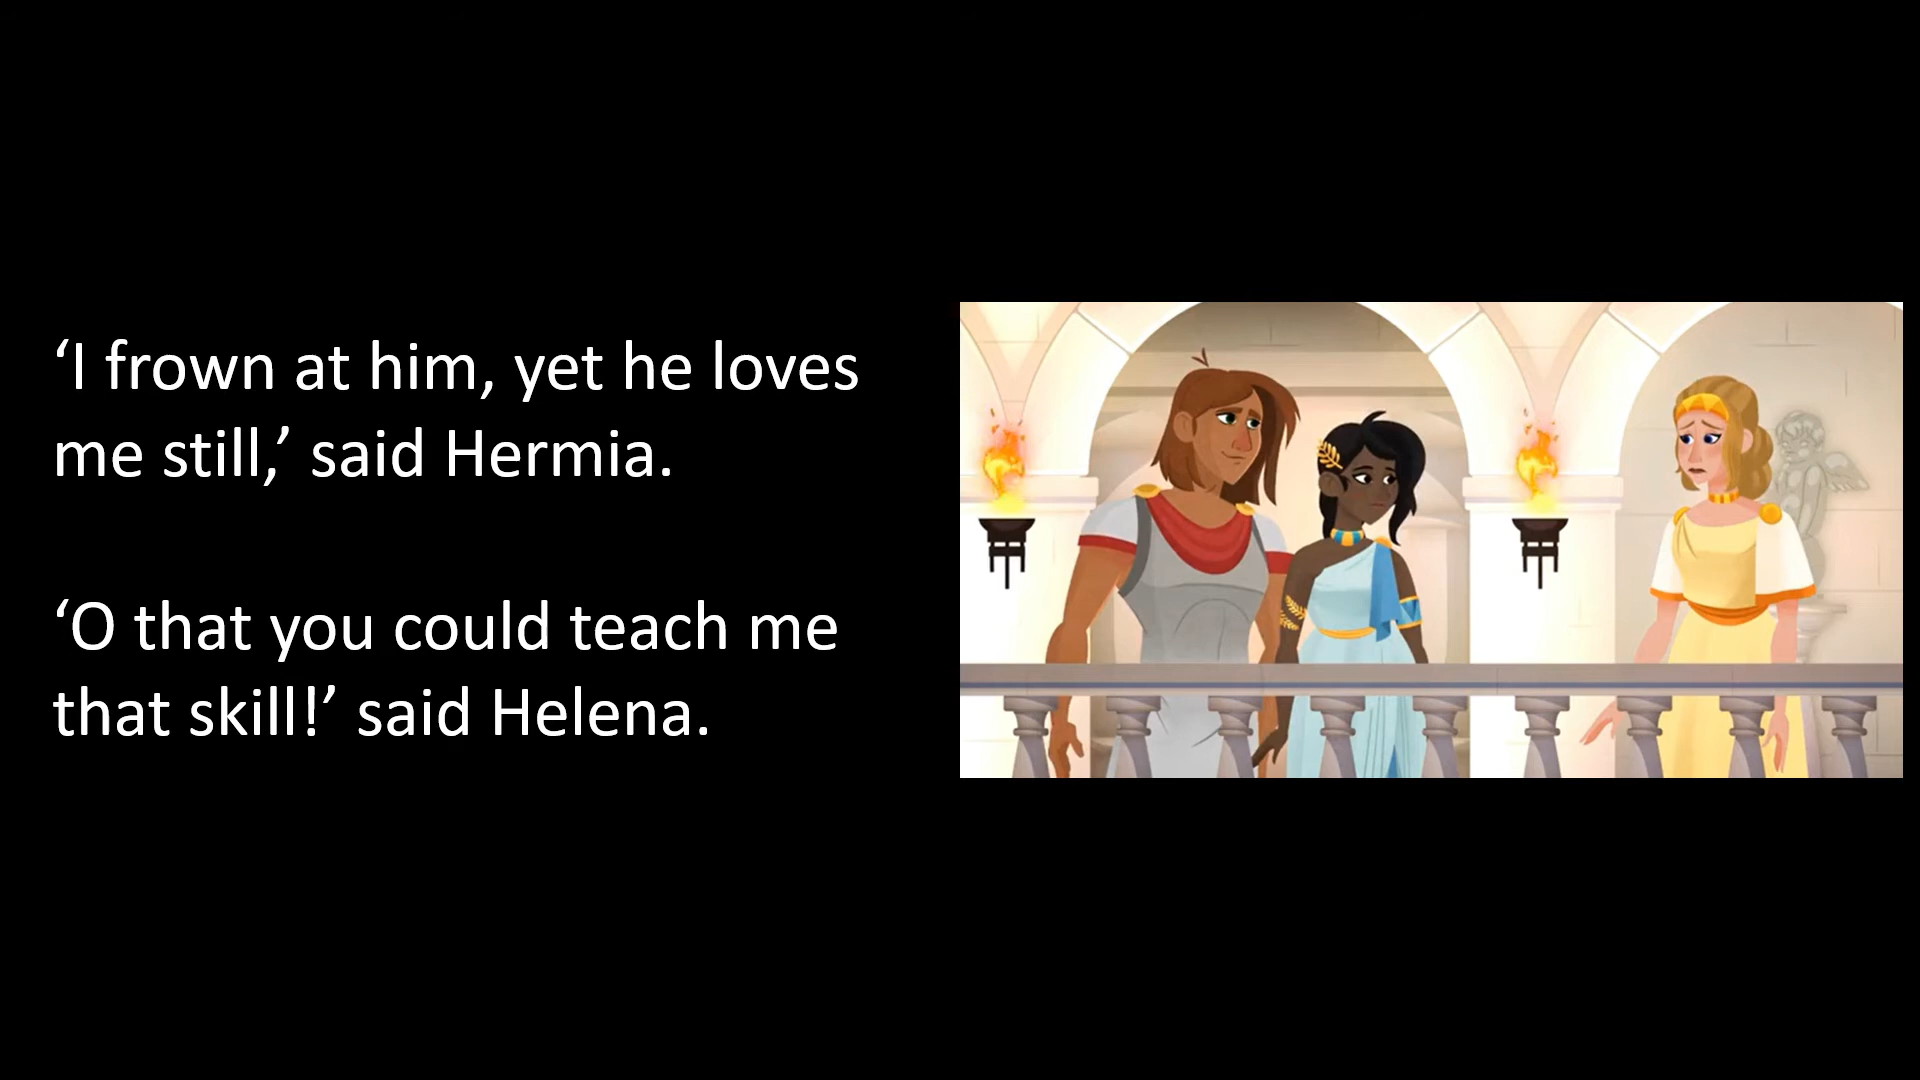 ‘I frown at him, yet he loves
me still,’ said Hermia.
‘O that you could teach me
that skill!’ said Helena.